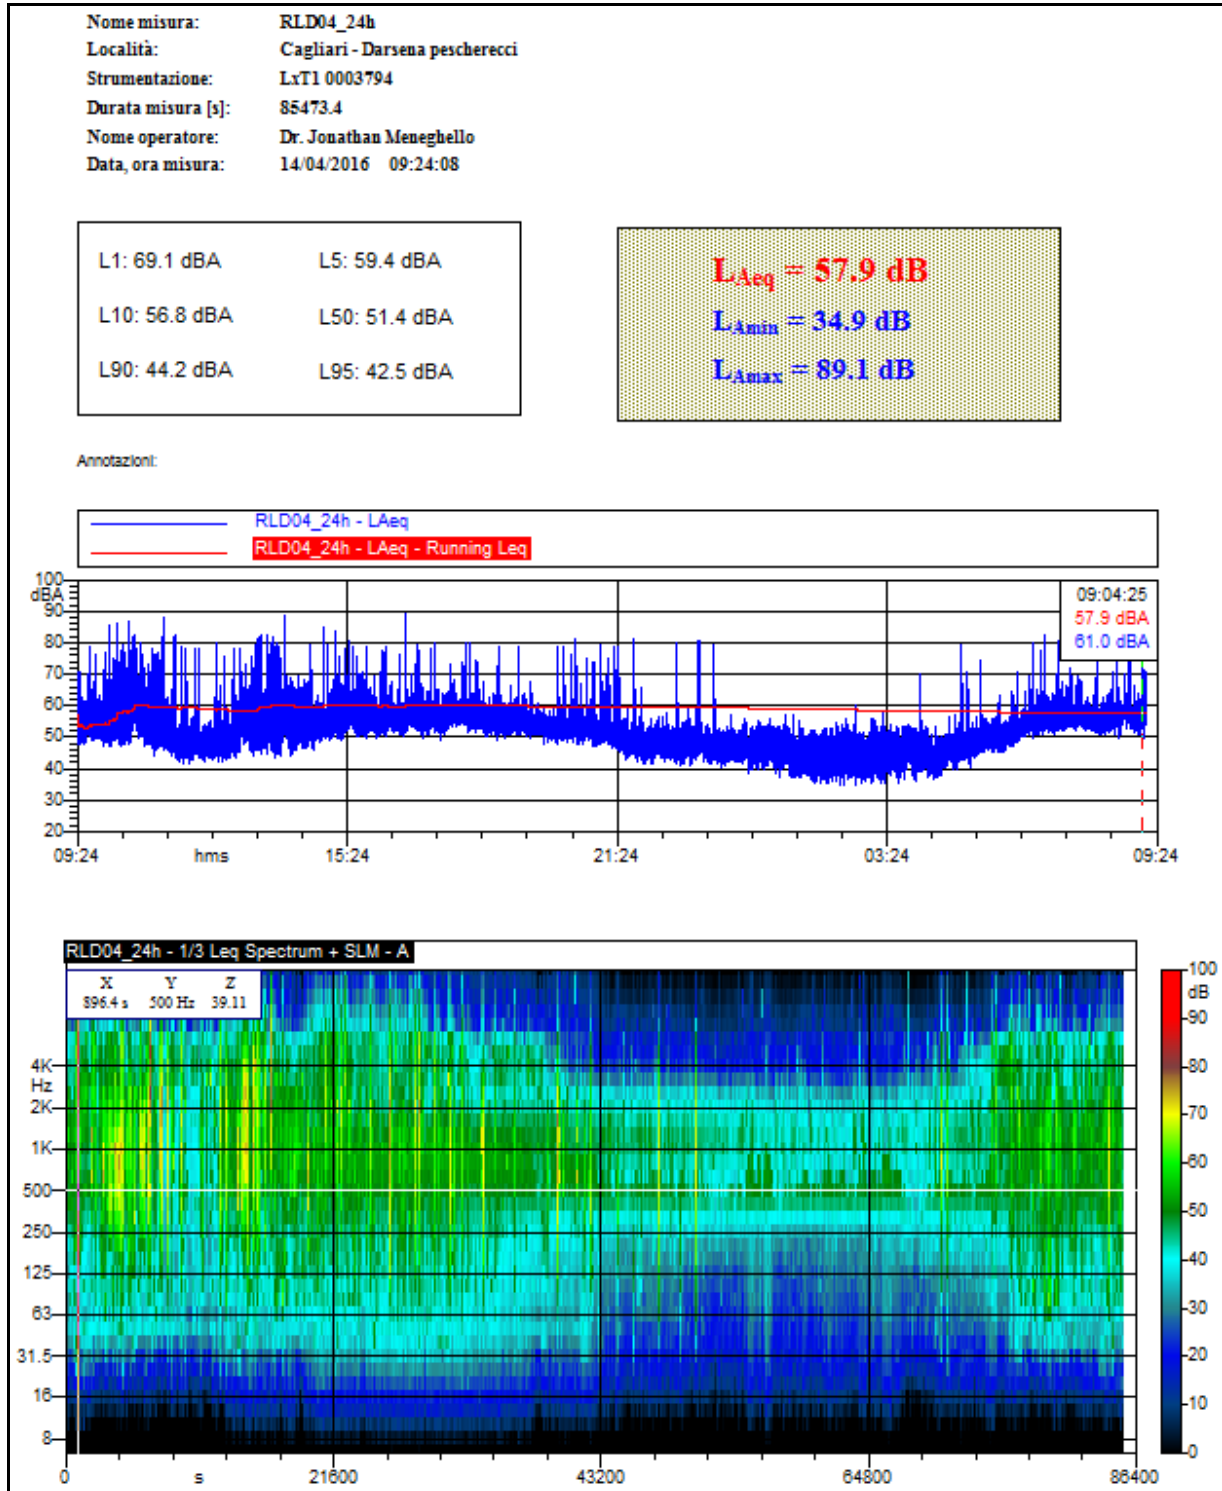 Nome misura: RLD04_24h
Località: Cagliari - Darsena pescherecci
Strumentazione: LxT1 0003794
Durata misura [s]: 85473.4
Nome operatore: Dr. Jonathan Meneghello
Data, ora misura: 14/04/2016 09:24:08
L1: 69.1 dBA L5: 59.4 dBA
L10: 56.8 dBA L50: 51.4 dBA
L90: 44.2 dBA L95: 42.5 dBA
LAeq = 57.9 dB
LAmin = 34.9 dB
LAmax = 89.1 dB
Annotazioni:
RLD04_24h - LAeq
RLD04_24h - LAeq - Running Leq
100
dBA
90
80
70
60
50
40
30
20
09:04:25
57.9 dBA
61.0 dBA
09:24 hms 15:24 21:24 03:24 09:24
RLD04_24h - 1/3 Leq Spectrum + SLM - A
X Y Z
896.4 s 500 Hz 39.11
4K
Hz
2K
1K
500
250
125
63
31.5
16
8
0 s 21600 43200 64800 86400
100
dB
90
80
70
60
50
40
30
20
10
0